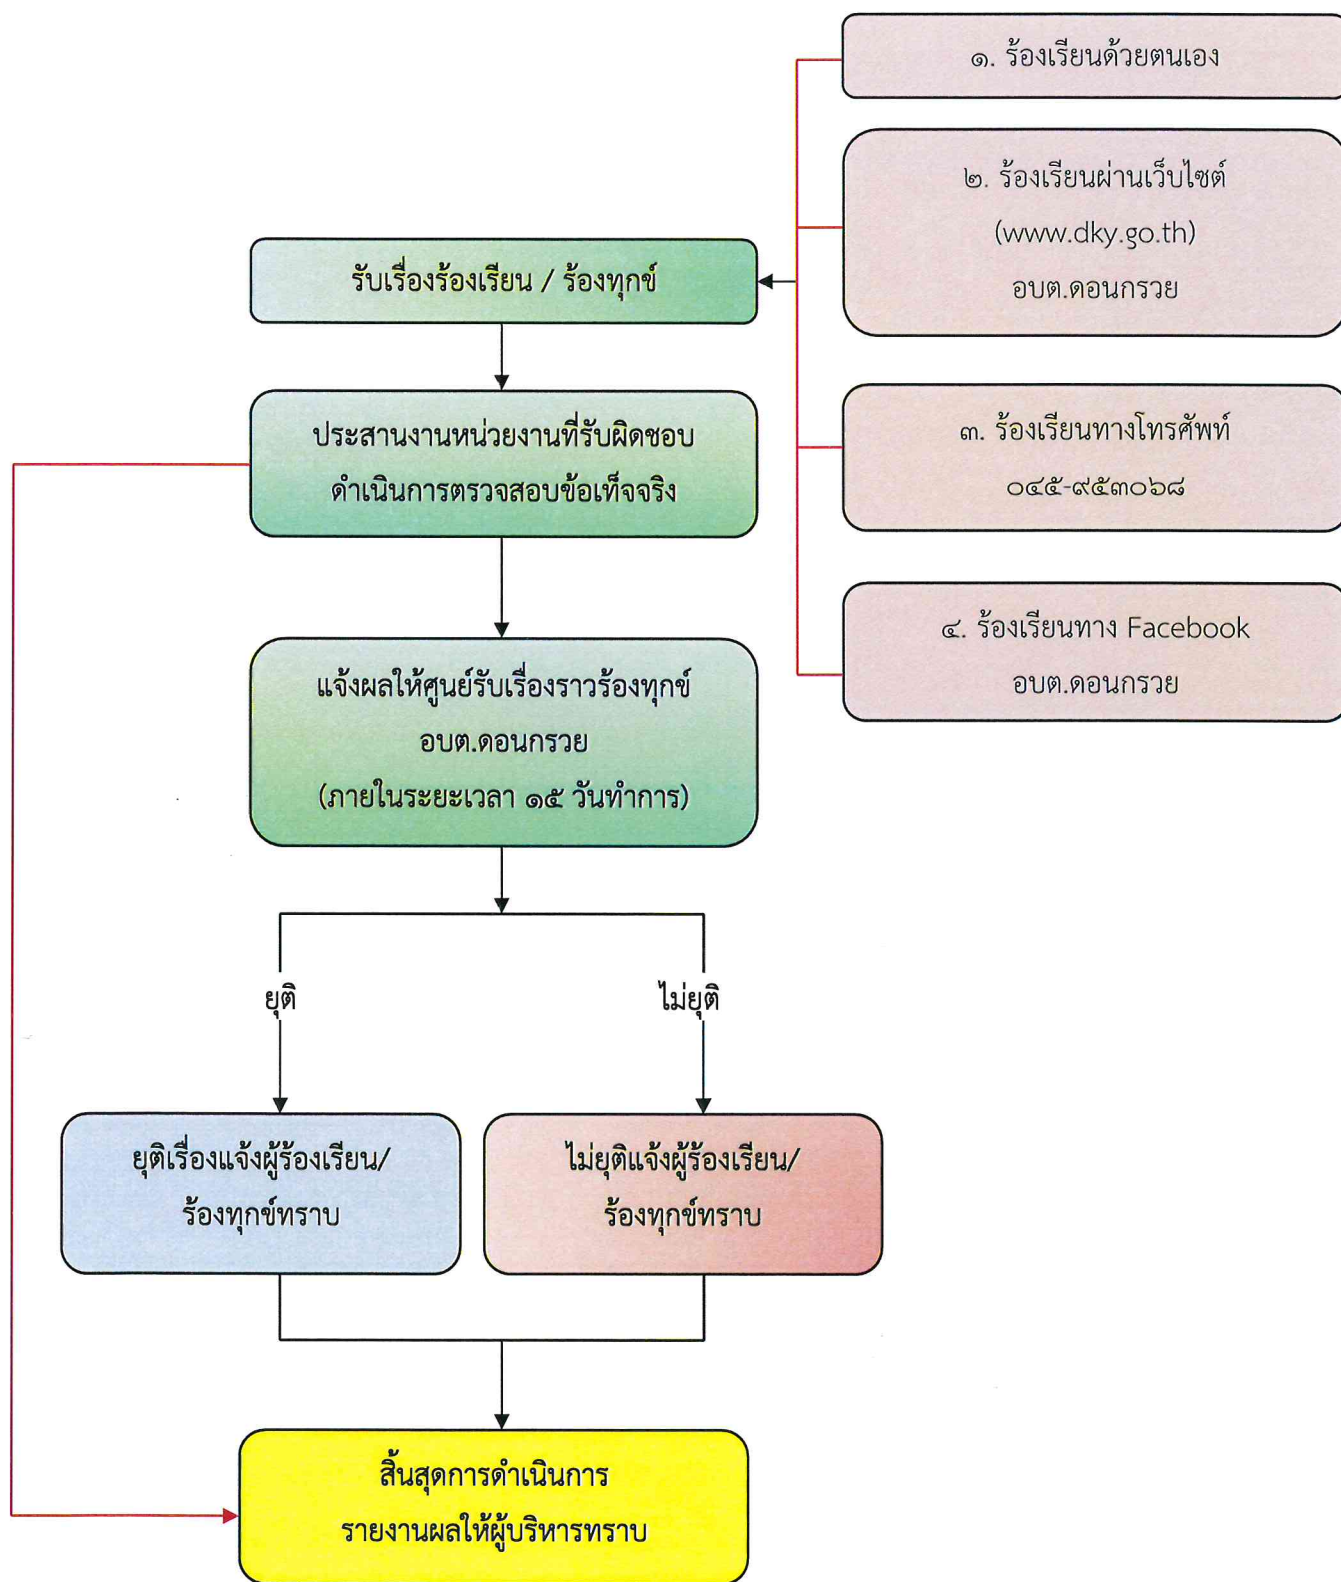 ๑. ร้องเรียนด้วยตนเอง
๒. ร้องเรียนผ่านเว็บไซต์
(www.dky.go.th)
อบต.ดอนกรวย
๓. ร้องเรียนทางโทรศัพท์
๐๔๕-๙๕๓๐๖๘
๔. ร้องเรียนทาง Facebook
อบต.ดอนกรวย
รับเรื่องร้องเรียน / ร้องทุกข์
ประสานงานหน่วยงานที่รับผิดชอบ
ดำเนินการตรวจสอบข้อเท็จจริง
แจ้งผลให้ศูนย์รับเรื่องราวร้องทุกข์
อบต.ดอนกรวย
(ภายในระยะเวลา ๑๕ วันทำการ)
ยุติ
ไม่ยุติ
ยุติเรื่องแจ้งผู้ร้องเรียน/
ร้องทุกข์ทราบ
ไม่ยุติแจ้งผู้ร้องเรียน/
ร้องทุกข์ทราบ
สิ้นสุดการดำเนินการ
รายงานผลให้ผู้บริหารทราบ